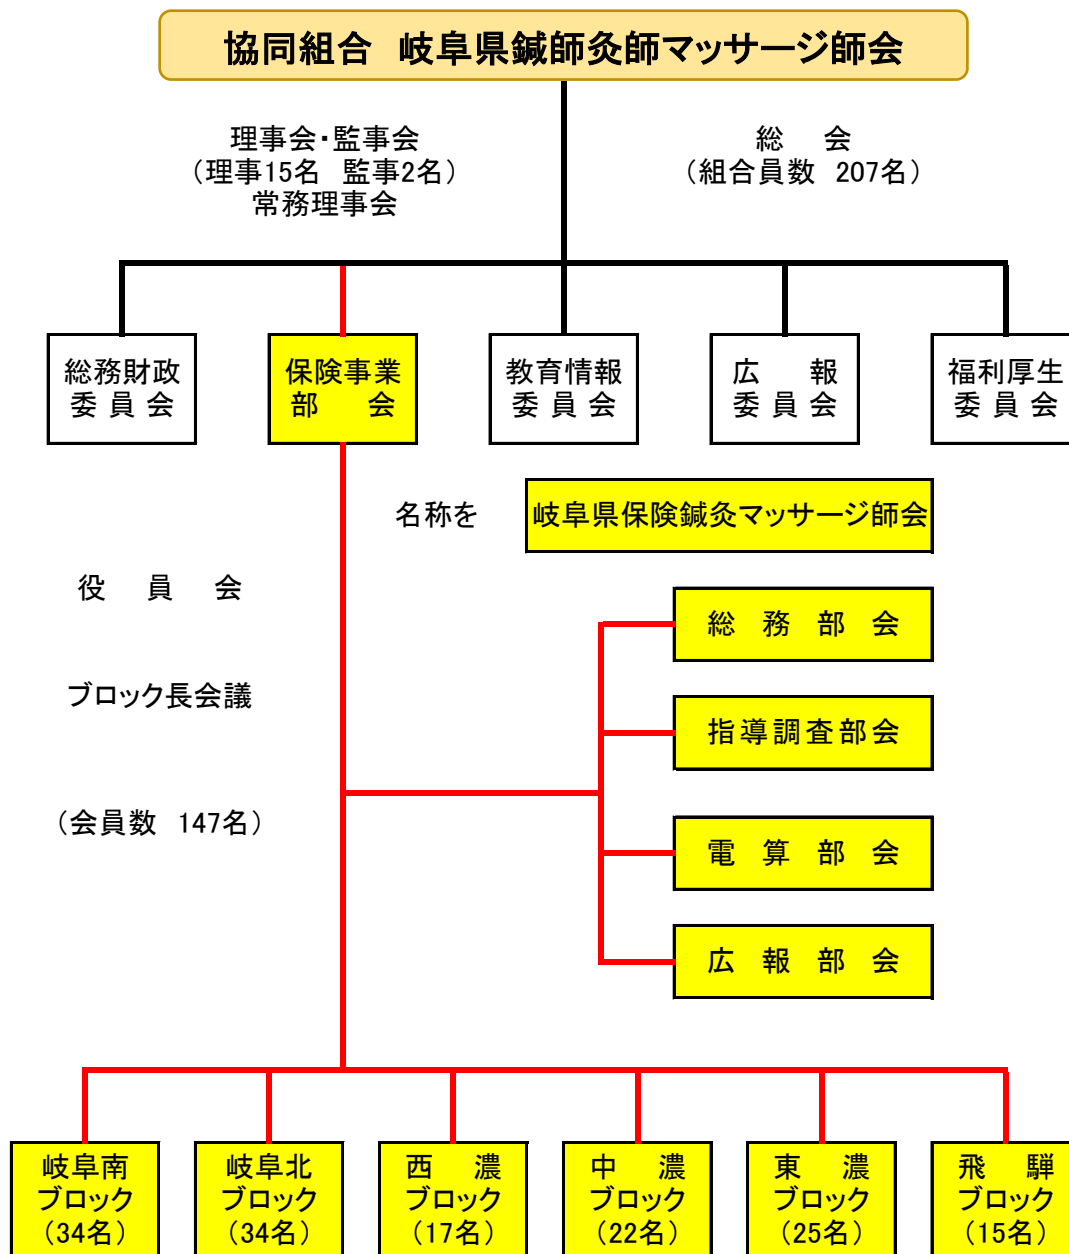 協同組合　岐阜県鍼師灸師マッサージ師会
理事会・監事会
（理事15名　監事2名）
常務理事会
総　会
（組合員数　207名）
総務財政
委員会
保険事業
部　会
教育情報
委員会
広　報
委員会
福利厚生
委員会
名称を
岐阜県保険鍼灸マッサージ師会
役　員　会
ブロック長会議
（会員数　147名）
総務部会
指導調査部会
電算部会
広報部会
岐阜南
ブロック
（34名）
岐阜北
ブロック
（34名）
西　濃
ブロック
（17名）
中　濃
ブロック
（22名）
東　濃
ブロック
（25名）
飛　騨
ブロック
（15名）